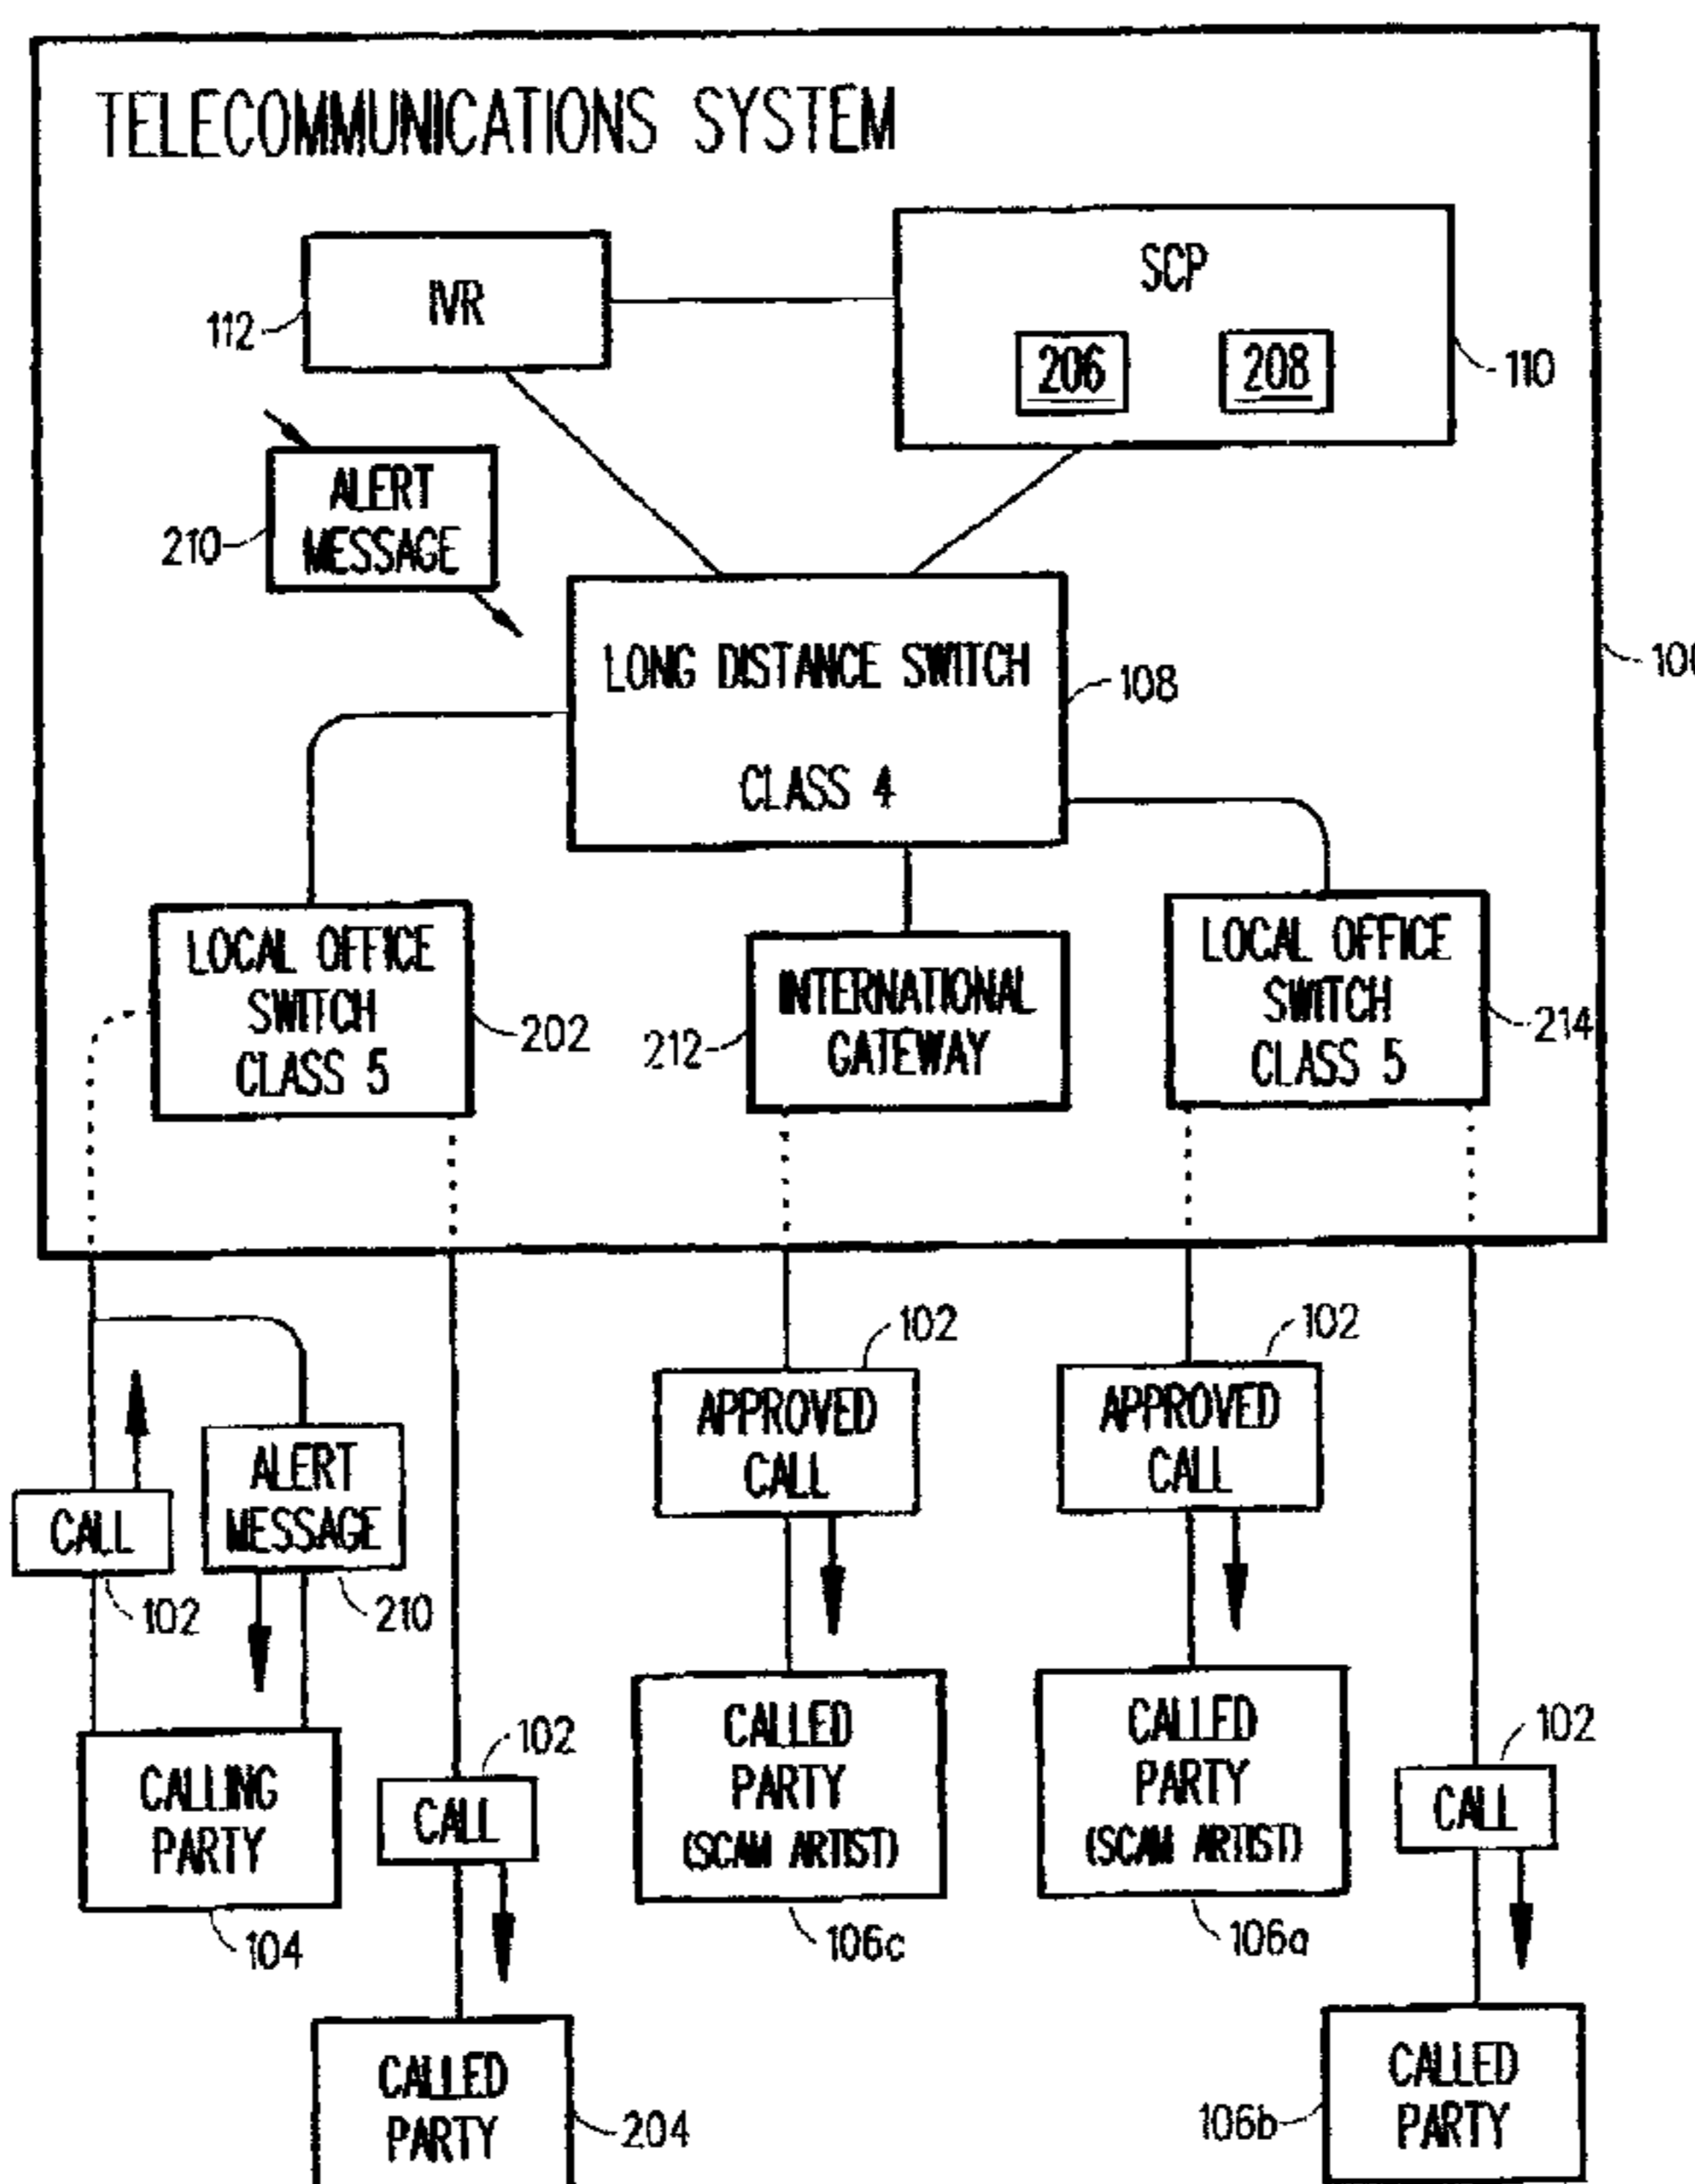 TELECOMMUNICATIONS SYSTEM
IVR
112
SCP
206
208
110
ALERT
MESSAGE
210
LONG DISTANCE SWITCH
CLASS 4
108
LOCAL OFFICE
SWITCH
CLASS 5
202
INTERNATIONAL
GATEWAY
212
LOCAL OFFICE
SWITCH
CLASS 5
214
CALL
102
ALERT
MESSAGE
210
APPROVED
CALL
102
APPROVED
CALL
102
CALLING
PARTY
104
CALL
102
CALLED
PARTY
(SCAM ARTIST)
106c
CALLED
PARTY
(SCAM ARTIST)
106a
CALL
102
CALLED
PARTY
204
CALLED
PARTY
106b